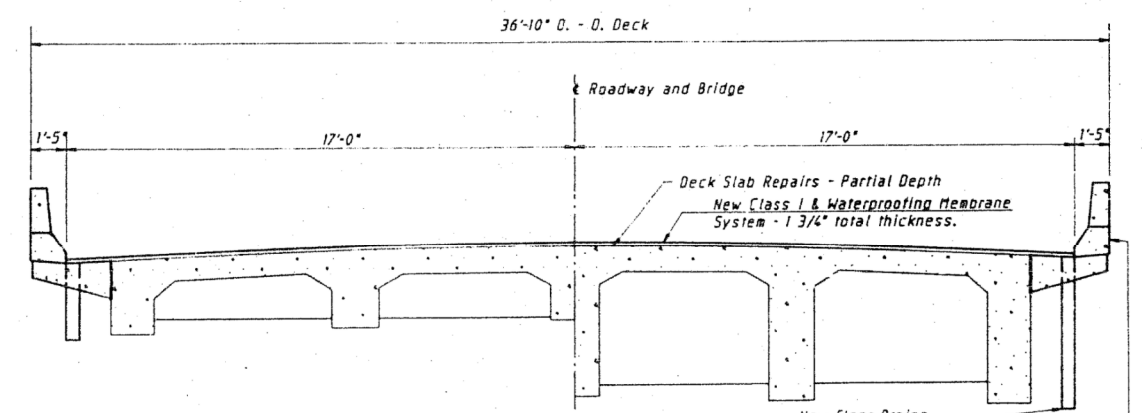 36'-10" O. - O. Deck
℄ Roadway and Bridge
1'-5"
17'-0"
17'-0"
1'-5"
Deck Slab Repairs - Partial Depth
New Class I & Waterproofing Membrane
System - 1 3/4" total thickness.